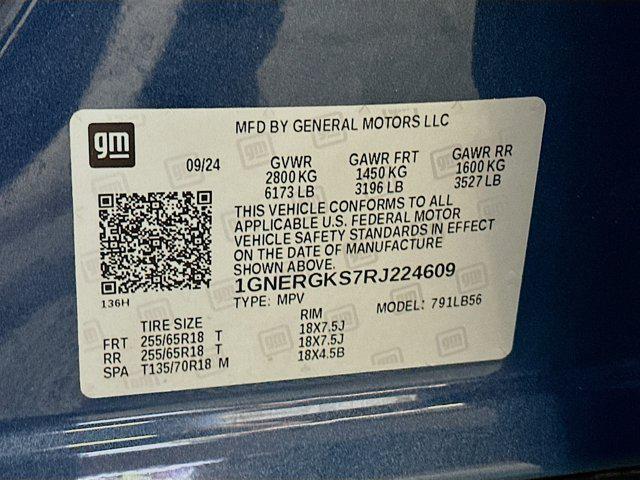 gm
MFD BY GENERAL MOTORS LLC
09/24 GVWR GAWR FRT GAWR RR
2800 KG 1450 KG 1600 KG
6173 LB 3196 LB 3527 LB
THIS VEHICLE CONFORMS TO ALL
APPLICABLE U.S. FEDERAL MOTOR
VEHICLE SAFETY STANDARDS IN EFFECT
ON THE DATE OF MANUFACTURE
SHOWN ABOVE.
136H
1GNERGKS7RJ224609
TYPE: MPV MODEL: 791LB56
TIRE SIZE RIM
FRT 255/65R18 T 18X7.5J
RR 255/65R18 T 18X7.5J
SPA T135/70R18 M 18X4.5B